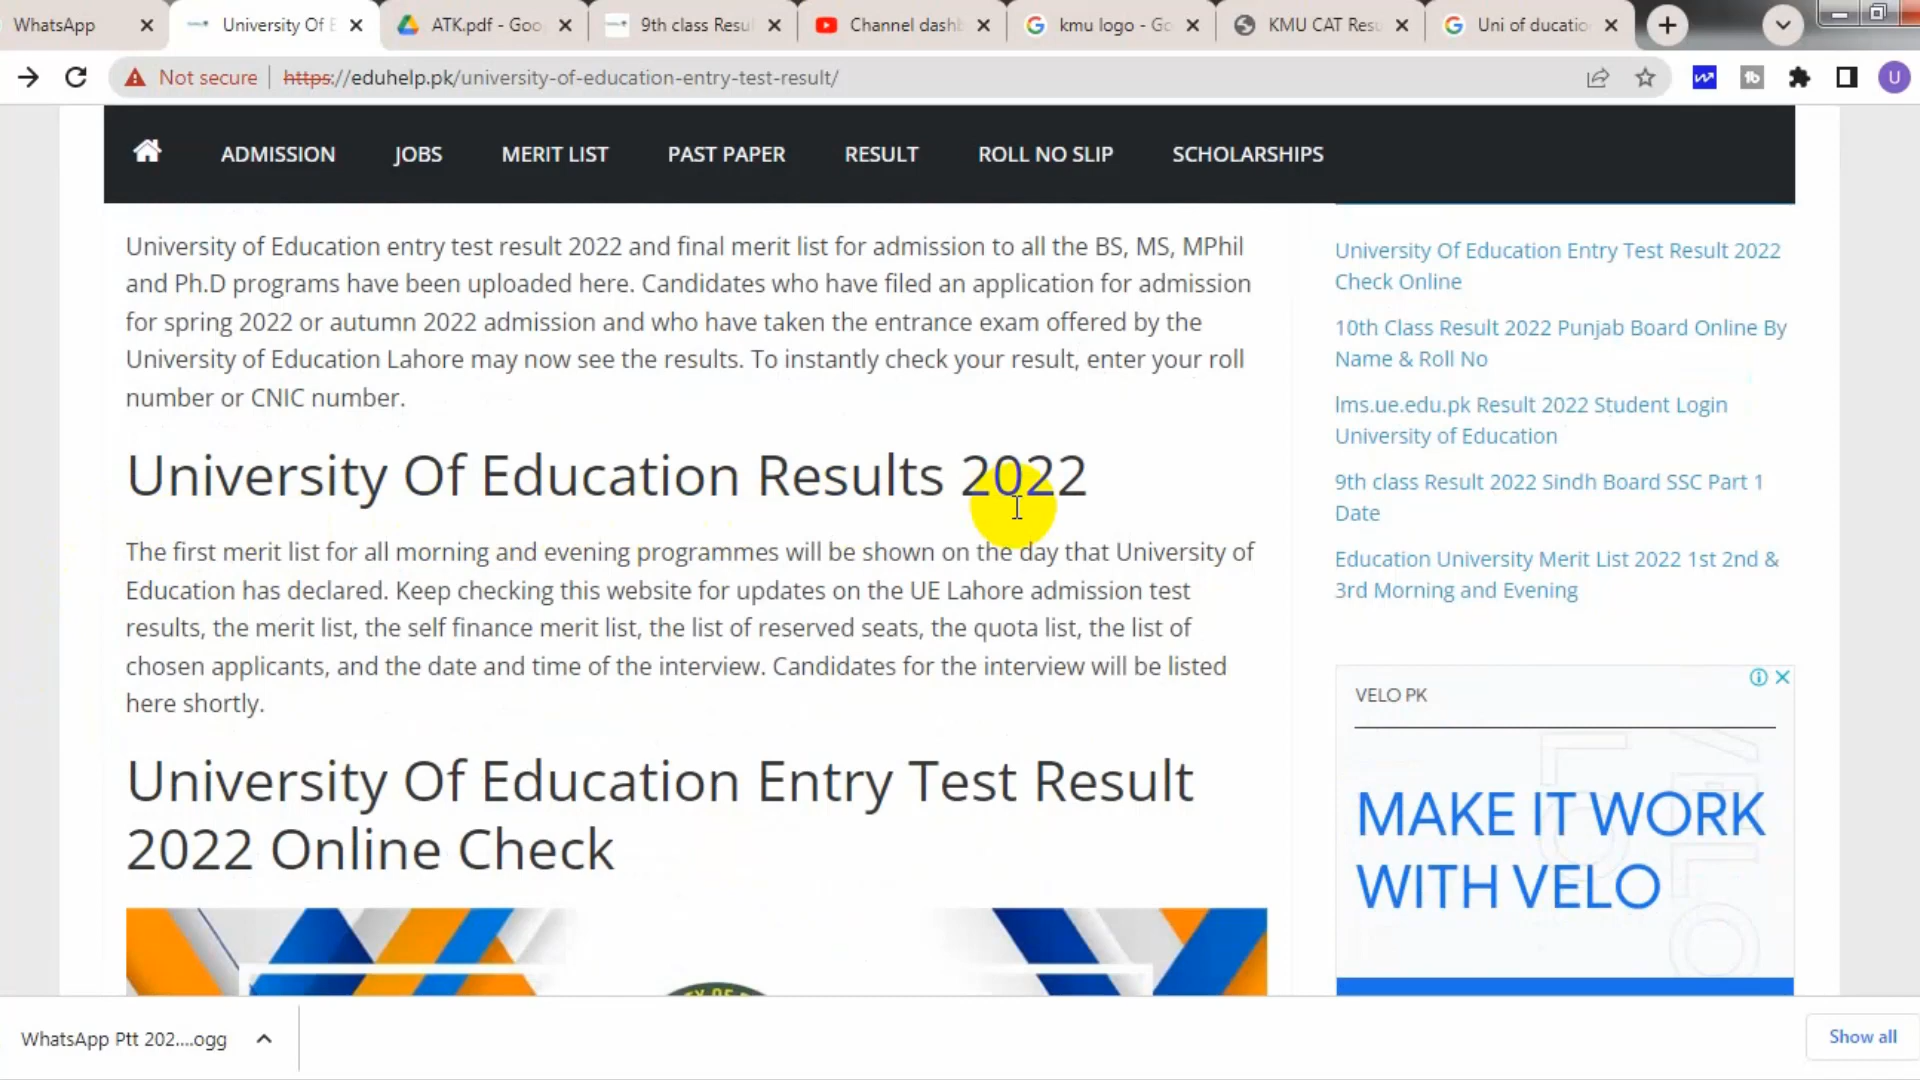 WhatsApp
University Of E
ATK.pdf - Goo
9th class Resu
Channel dashb
kmu logo - Go
KMU CAT Resu
Uni of ducatio
Not secure
https://eduhelp.pk/university-of-education-entry-test-result/
U
ADMISSION
JOBS
MERIT LIST
PAST PAPER
RESULT
ROLL NO SLIP
SCHOLARSHIPS
University of Education entry test result 2022 and final merit list for admission to all the BS, MS, MPhil
and Ph.D programs have been uploaded here. Candidates who have filed an application for admission
for spring 2022 or autumn 2022 admission and who have taken the entrance exam offered by the
University of Education Lahore may now see the results. To instantly check your result, enter your roll
number or CNIC number.
University Of Education Results 2022
The first merit list for all morning and evening programmes will be shown on the day that University of
Education has declared. Keep checking this website for updates on the UE Lahore admission test
results, the merit list, the self finance merit list, the list of reserved seats, the quota list, the list of
chosen applicants, and the date and time of the interview. Candidates for the interview will be listed
here shortly.
University Of Education Entry Test Result
2022 Online Check
University Of Education Entry Test Result 2022
Check Online
10th Class Result 2022 Punjab Board Online By
Name & Roll No
lms.ue.edu.pk Result 2022 Student Login
University of Education
9th class Result 2022 Sindh Board SSC Part 1
Date
Education University Merit List 2022 1st 2nd &
3rd Morning and Evening
VELO PK
VELO
MAKE IT WORK
WITH VELO
WhatsApp Ptt 202....ogg
Show all